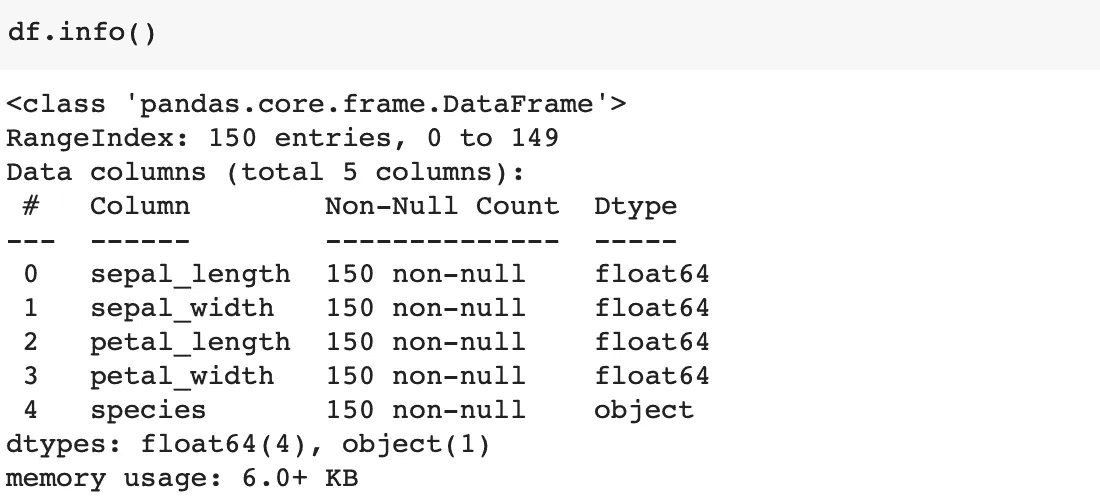 df.info()
<class 'pandas.core.frame.DataFrame'>
RangeIndex: 150 entries, 0 to 149
Data columns (total 5 columns):
 #   Column        Non-Null Count  Dtype
---  ------        --------------  -----
 0   sepal_length  150 non-null    float64
 1   sepal_width   150 non-null    float64
 2   petal_length  150 non-null    float64
 3   petal_width   150 non-null    float64
 4   species       150 non-null    object
dtypes: float64(4), object(1)
memory usage: 6.0+ KB